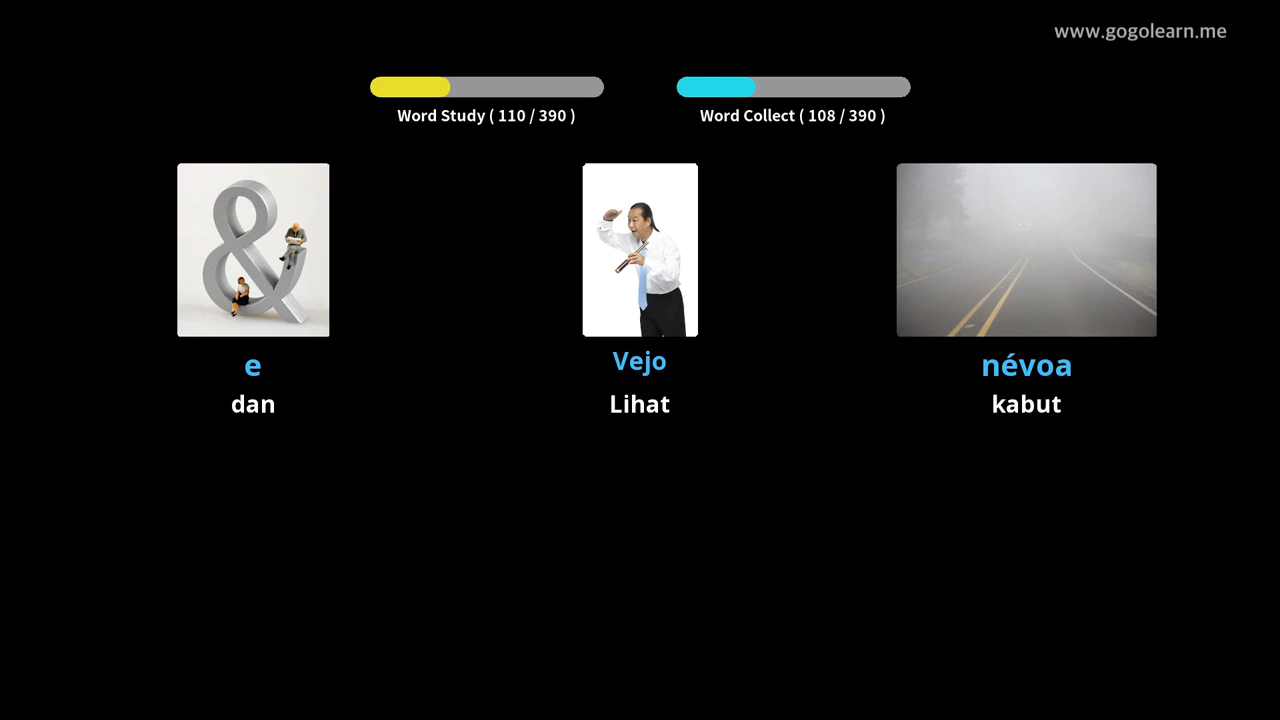 www.gogolearn.me
Word Study ( 110 / 390 )
Word Collect ( 108 / 390 )
&
e
Vejo
névoa
dan
Lihat
kabut